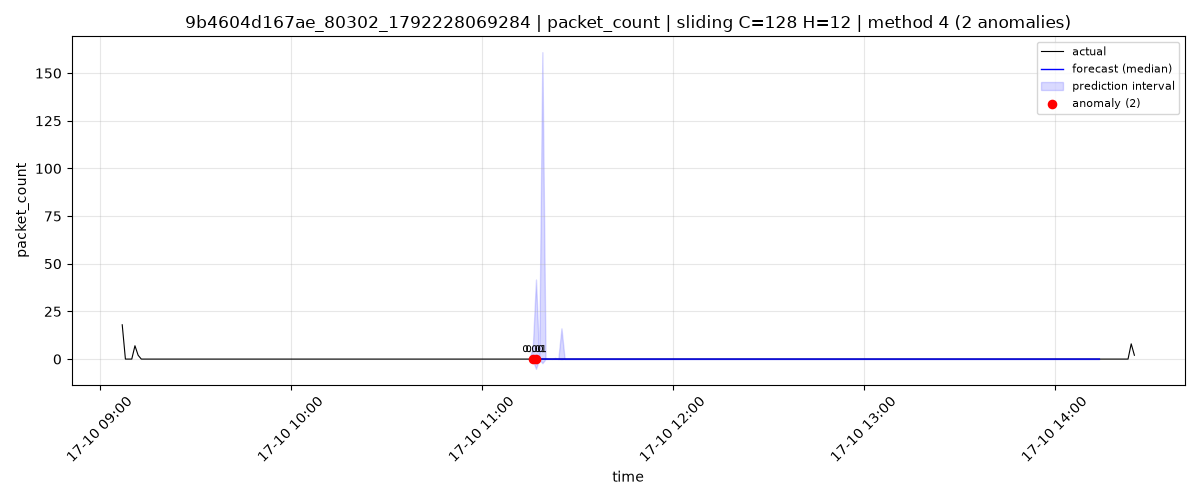 9b4604d167ae_80302_1792228069284 | packet_count | sliding C=128 H=12 | method 4 (2 anomalies)
actual
forecast (median)
prediction interval
anomaly (2)
packet_count
150
125
100
75
50
25
0
17-10 09:00
17-10 10:00
17-10 11:00
17-10 12:00
17-10 13:00
17-10 14:00
time